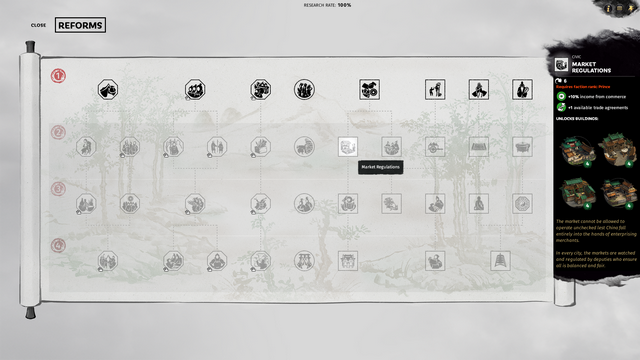 RESEARCH RATE: 100%
CLOSE
REFORMS
CIVIC
MARKET
REGULATIONS
6
Requires faction rank: Prince
+10% income from commerce
+1 available trade agreements
UNLOCKS BUILDINGS:
Market Regulations
The market cannot be allowed to
operate unchecked lest China fall
entirely into the hands of enterprising
merchants.
In every city, the markets are watched
and regulated by deputies who ensure
all is balanced and fair.